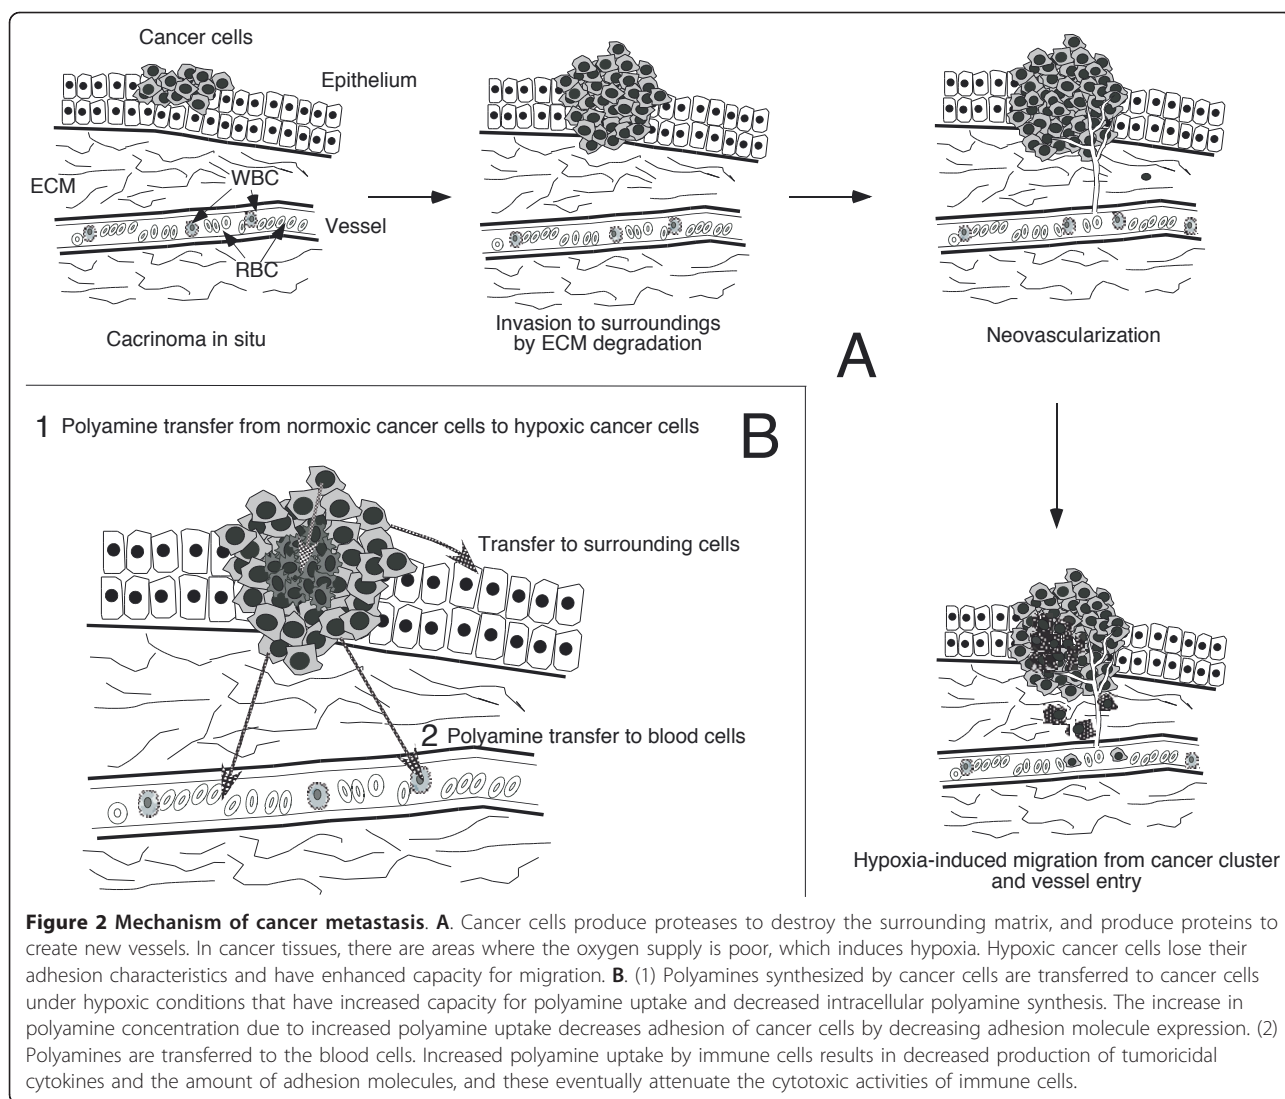 Cancer cells
Epithelium
ECM
WBC
Vessel
RBC
Cacrinoma in situ
Invasion to surroundings
by ECM degradation
Neovascularization
A
1 Polyamine transfer from normoxic cancer cells to hypoxic cancer cells
B
Transfer to surrounding cells
2 Polyamine transfer to blood cells
Hypoxia-induced migration from cancer cluster
and vessel entry
Figure 2 Mechanism of cancer metastasis. A. Cancer cells produce proteases to destroy the surrounding matrix, and produce proteins to
create new vessels. In cancer tissues, there are areas where the oxygen supply is poor, which induces hypoxia. Hypoxic cancer cells lose their
adhesion characteristics and have enhanced capacity for migration. B. (1) Polyamines synthesized by cancer cells are transferred to cancer cells
under hypoxic conditions that have increased capacity for polyamine uptake and decreased intracellular polyamine synthesis. The increase in
polyamine concentration due to increased polyamine uptake decreases adhesion of cancer cells by decreasing adhesion molecule expression. (2)
Polyamines are transferred to the blood cells. Increased polyamine uptake by immune cells results in decreased production of tumoricidal
cytokines and the amount of adhesion molecules, and these eventually attenuate the cytotoxic activities of immune cells.